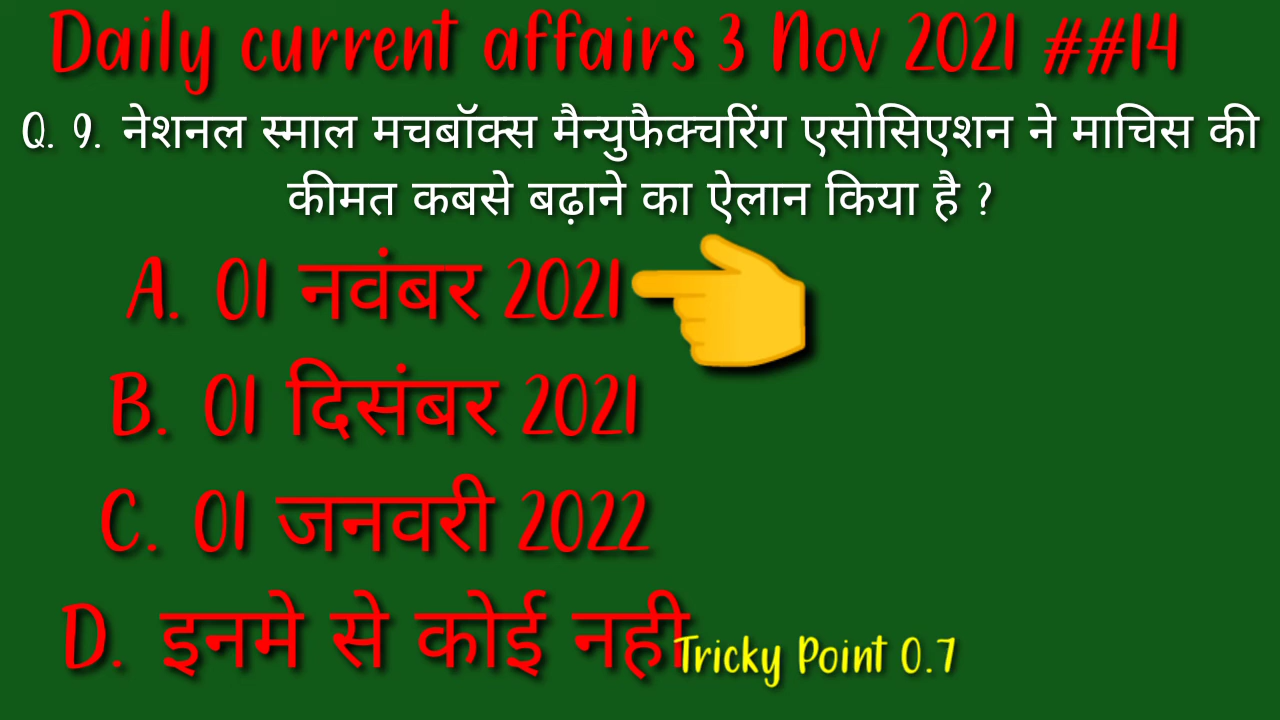 Daily current affairs 3 Nov 2021 ##14
Q. 9. नेशनल स्माल मचबॉक्स मैन्युफैक्चरिंग एसोसिएशन ने माचिस की
कीमत कबसे बढ़ाने का ऐलान किया है ?
A. 01 नवंबर 2021
B. 01 दिसंबर 2021
C. 01 जनवरी 2022
D. इनमे से कोई नही
Tricky Point 0.7